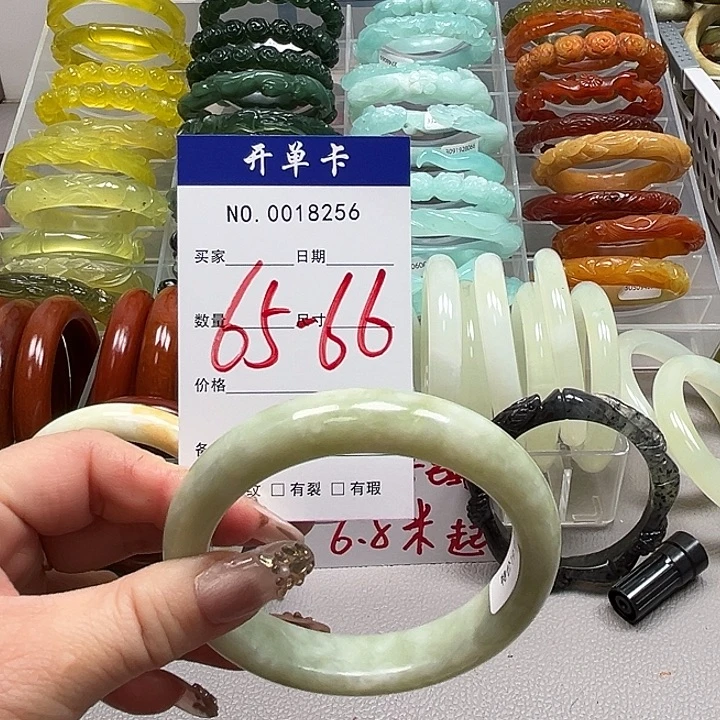 开单卡
NO.0018256
买家 日期
数量 尺寸
65-66
价格
纹 □ 有裂 □ 有瑕
6.8米起